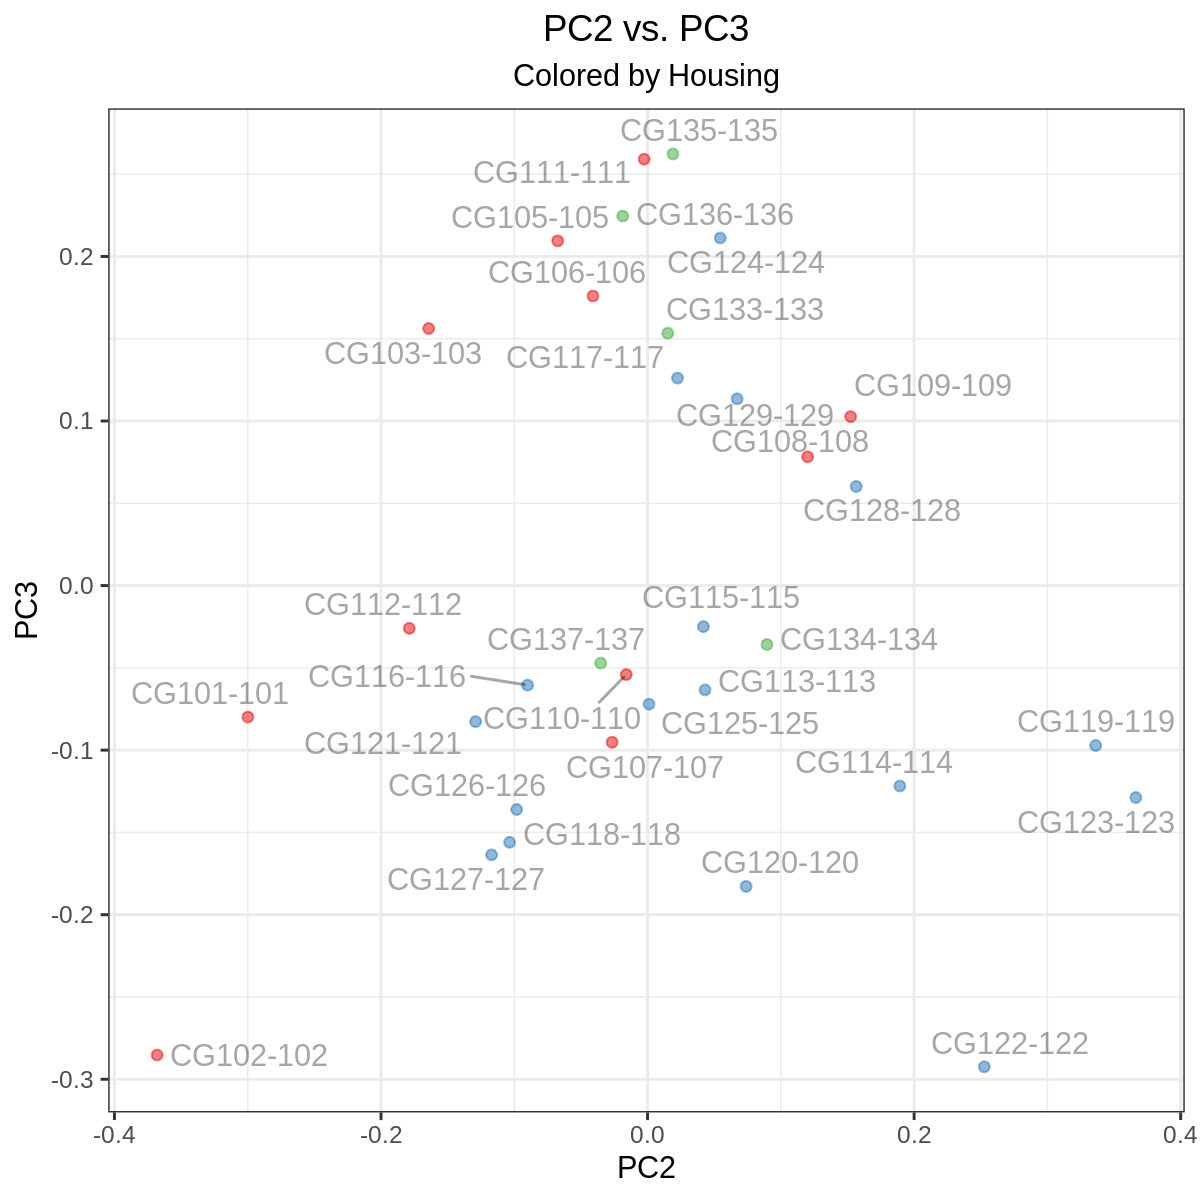 PC2 vs. PC3
Colored by Housing
CG135-135
CG111-111
CG105-105
CG136-136
CG124-124
CG106-106
CG133-133
CG103-103
CG117-117
CG109-109
CG129-129
CG108-108
CG128-128
CG115-115
CG112-112
CG137-137
CG134-134
CG116-116
CG113-113
CG101-101
CG110-110
CG125-125
CG119-119
CG121-121
CG107-107
CG114-114
CG126-126
CG123-123
CG118-118
CG120-120
CG127-127
CG122-122
CG102-102
0.2
0.1
0.0
-0.1
-0.2
-0.3
PC3
-0.4
-0.2
0.0
0.2
0.4
PC2